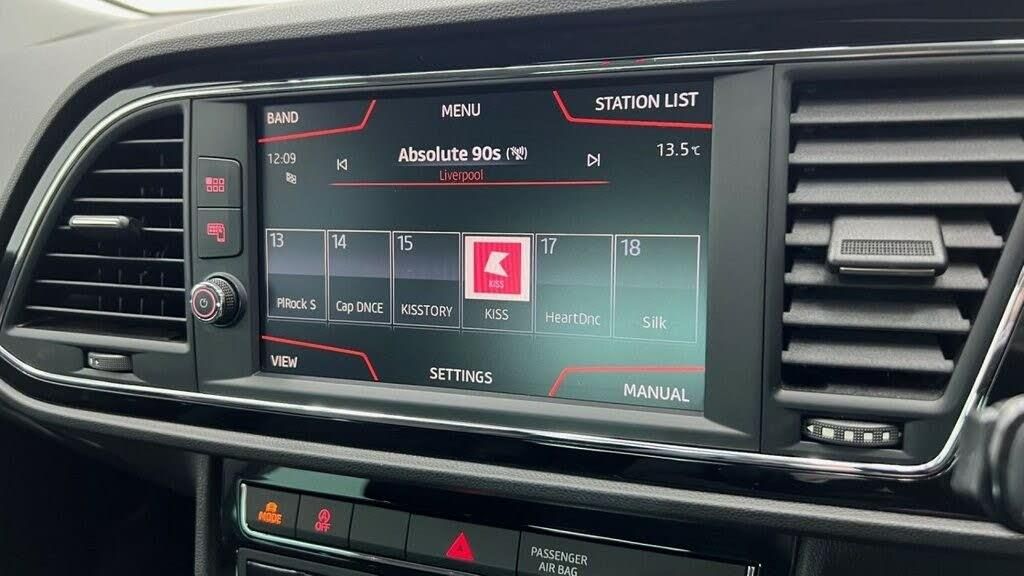 BAND
MENU
STATION LIST
12:09
Absolute 90s
13.5°C
Liverpool
13
14
15
17
18
PlRock S
Cap DNCE
KISSTORY
KISS
KISS
HeartDnc
Silk
VIEW
SETTINGS
MANUAL
MODE
OFF
PASSENGER
AIR BAG